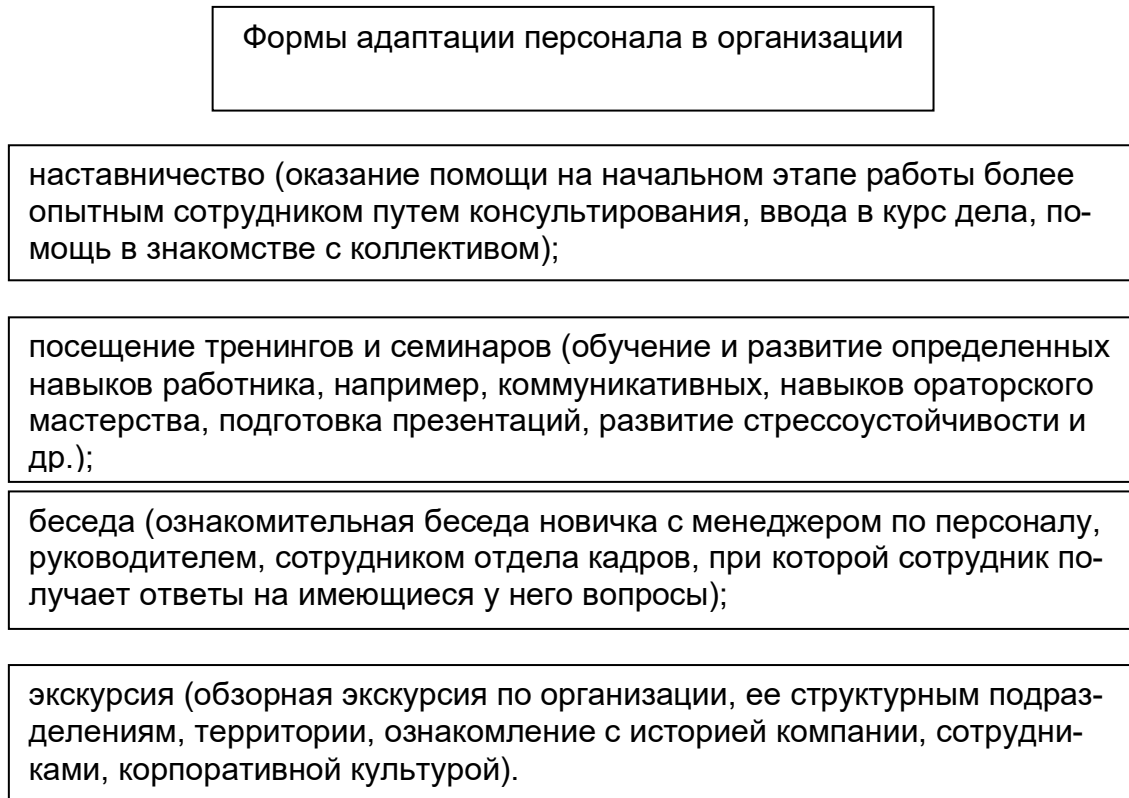 Формы адаптации персонала в организации
наставничество (оказание помощи на начальном этапе работы более
опытным сотрудником путем консультирования, ввода в курс дела, по-
мощь в знакомстве с коллективом);
посещение тренингов и семинаров (обучение и развитие определенных
навыков работника, например, коммуникативных, навыков ораторского
мастерства, подготовка презентаций, развитие стрессоустойчивости и
др.);
беседа (ознакомительная беседа новичка с менеджером по персоналу,
руководителем, сотрудником отдела кадров, при которой сотрудник по-
лучает ответы на имеющиеся у него вопросы);
экскурсия (обзорная экскурсия по организации, ее структурным подраз-
делениям, территории, ознакомление с историей компании, сотрудни-
ками, корпоративной культурой).